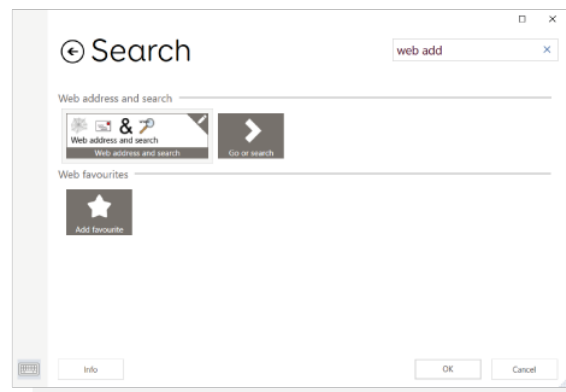 Search
web add
Web address and search
&
Web address and search
Web address and search
Go or search
Web favourites
Add favourite
Info
OK
Cancel